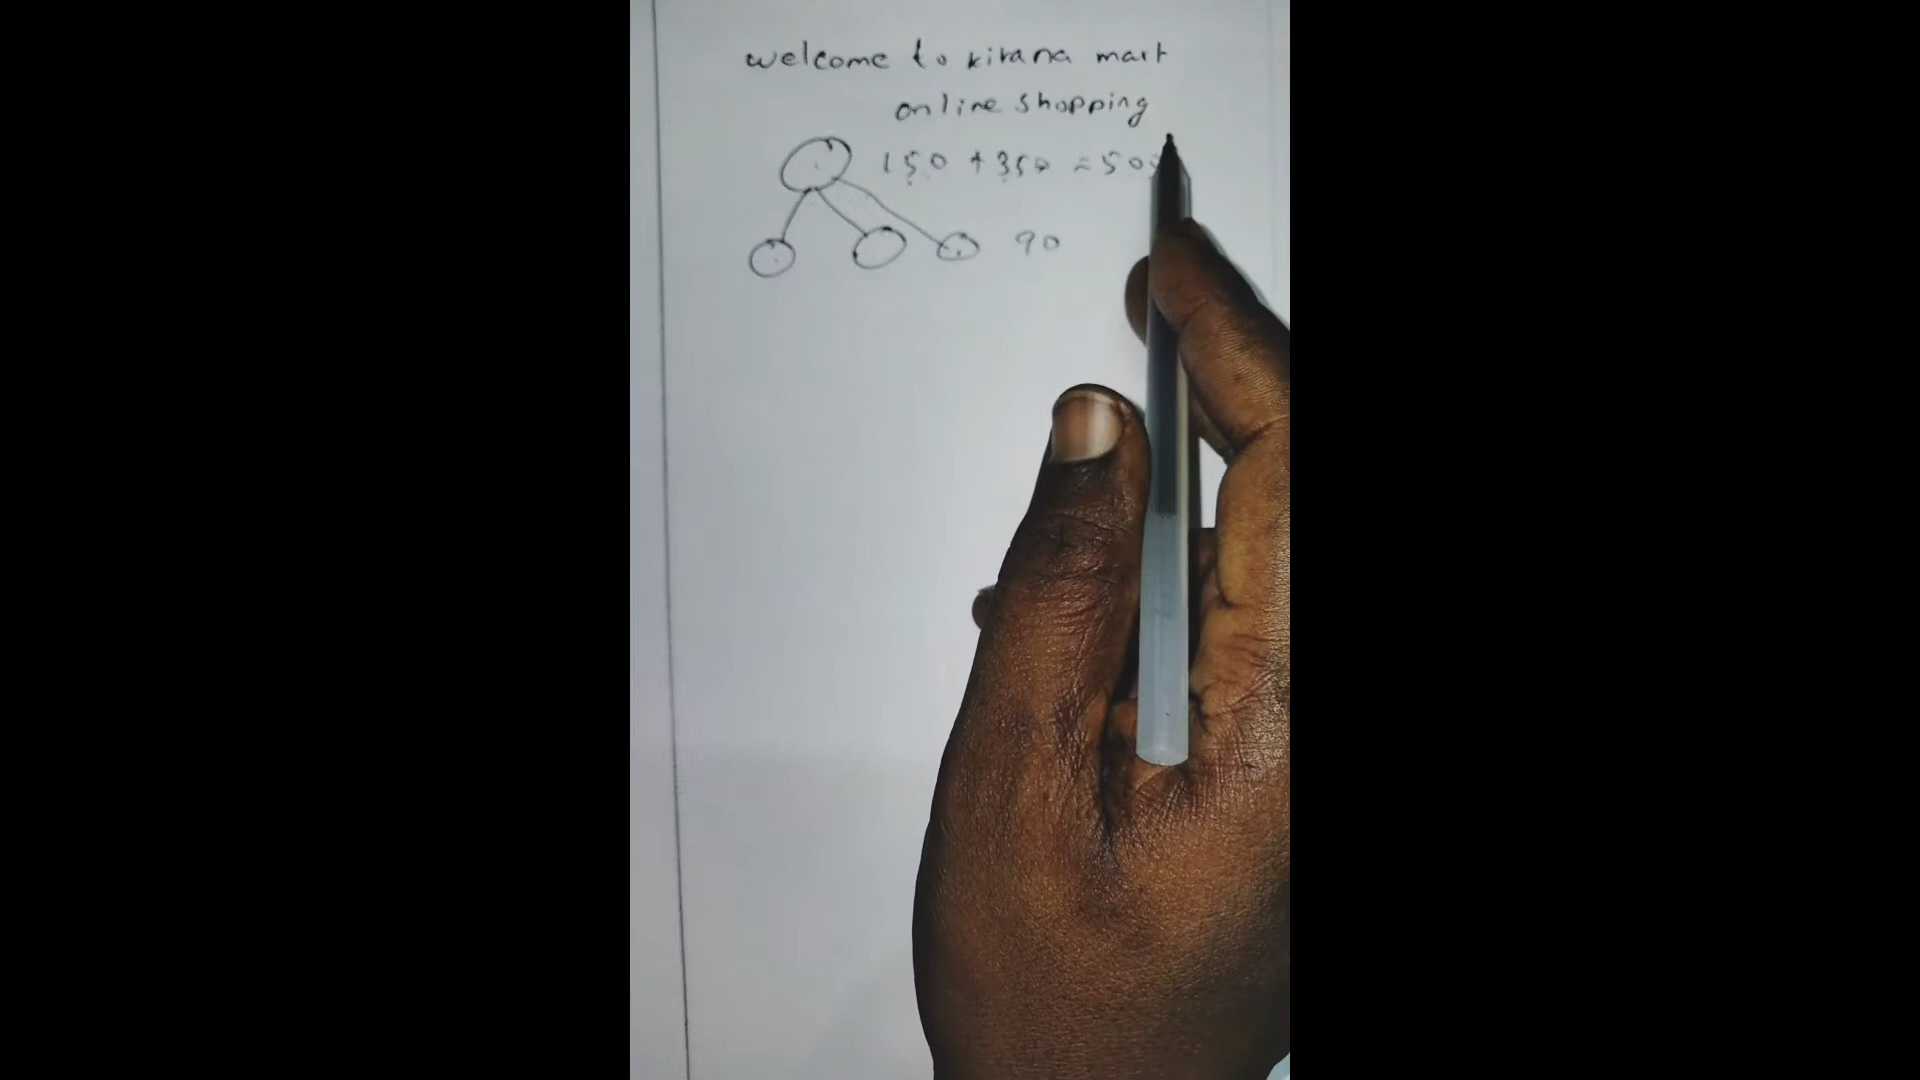 welcome to kirana mart
online shopping
150 + 350 = 500
90